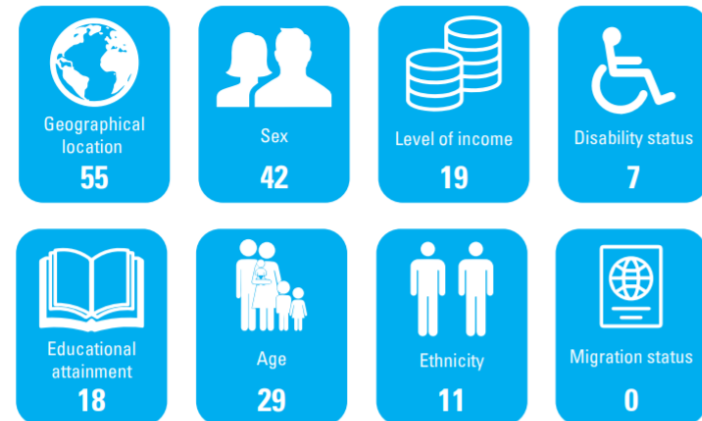 Geographical
location
55
Sex
42
Level of income
19
Disability status
7
Educational
attainment
18
Age
29
Ethnicity
11
Migration status
0